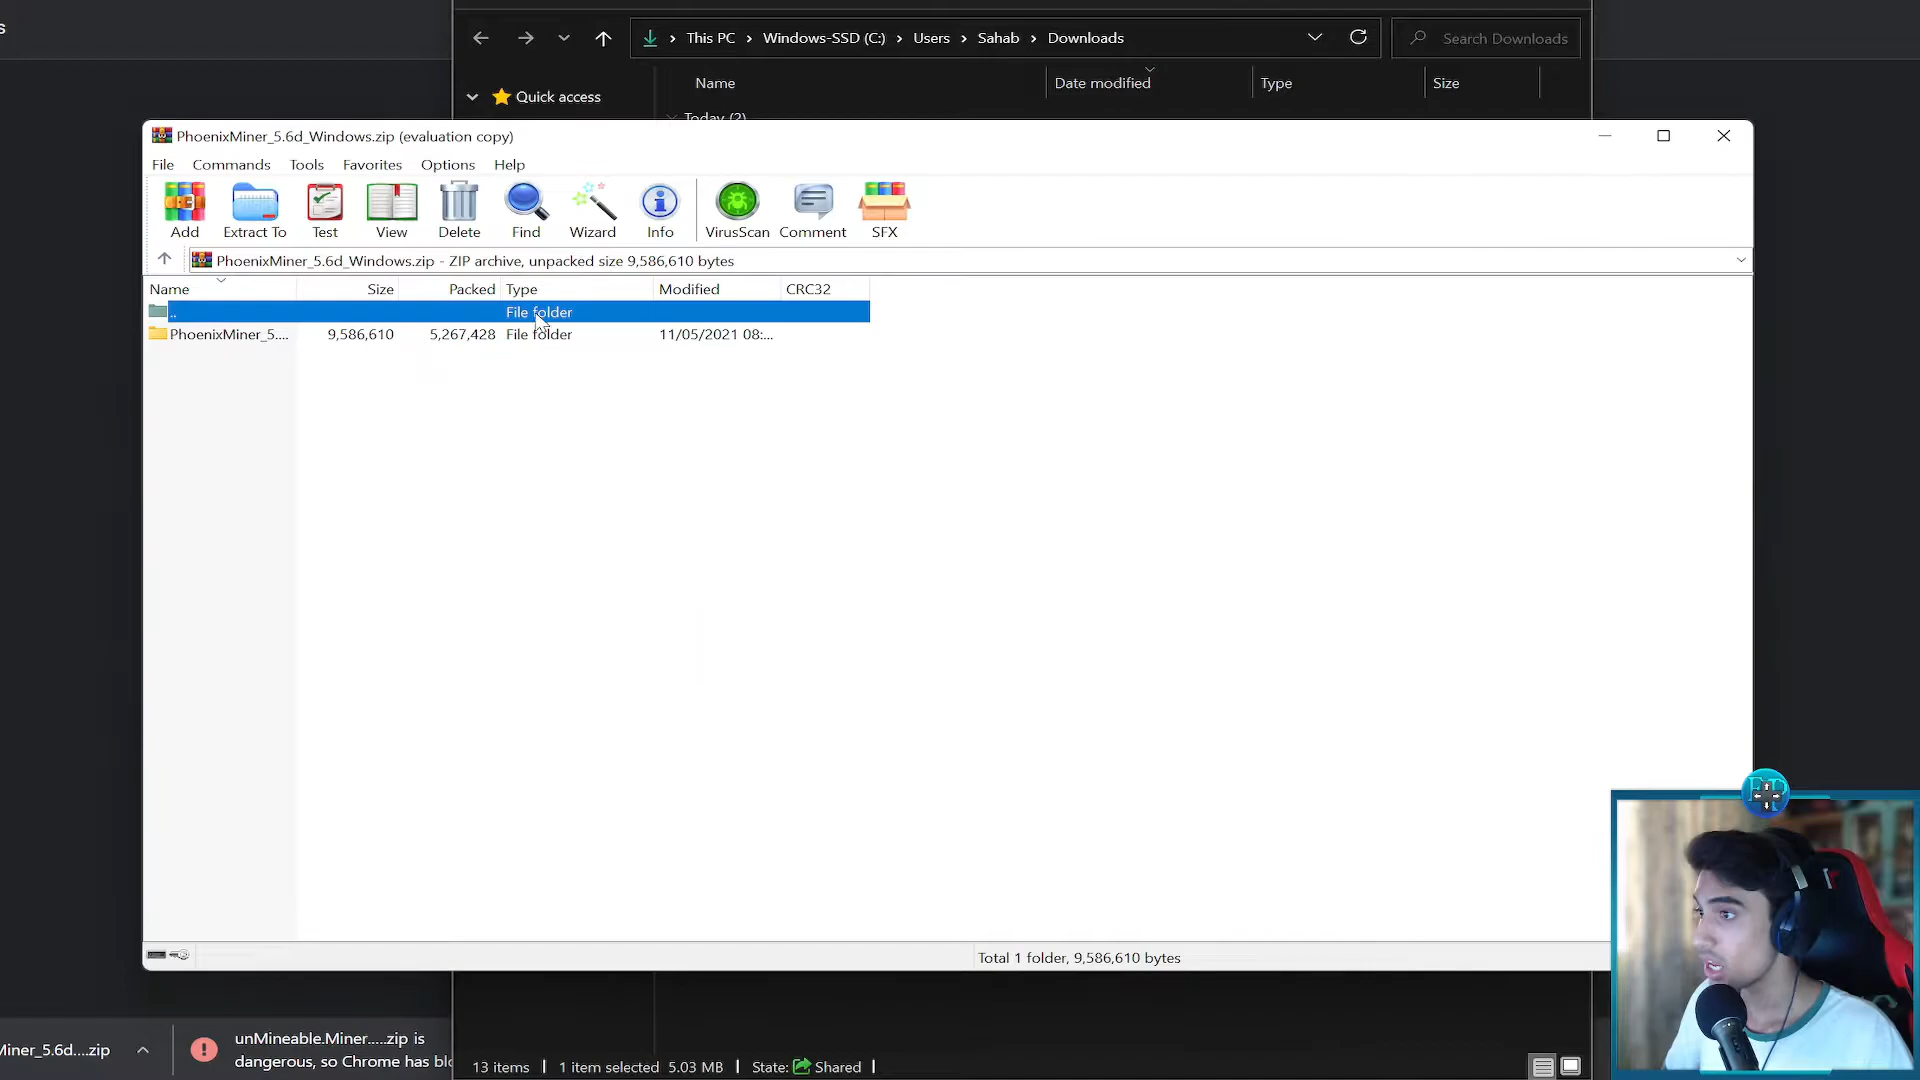 s
This PC > Windows-SSD (C:) > Users > Sahab > Downloads
Search Downloads
Quick access
Name
Date modified
Type
Size
Today (2)
PhoenixMiner_5.6d_Windows.zip (evaluation copy)
File Commands Tools Favorites Options Help
Add Extract To Test View Delete Find Wizard Info VirusScan Comment SFX
PhoenixMiner_5.6d_Windows.zip - ZIP archive, unpacked size 9,586,610 bytes
Name Size Packed Type Modified CRC32
.. File folder
PhoenixMiner_5.... 9,586,610 5,267,428 File folder 11/05/2021 08:...
Total 1 folder, 9,586,610 bytes
Miner_5.6d....zip
unMineable.Miner.....zip is
dangerous, so Chrome has blo
13 items 1 item selected 5.03 MB State: Shared